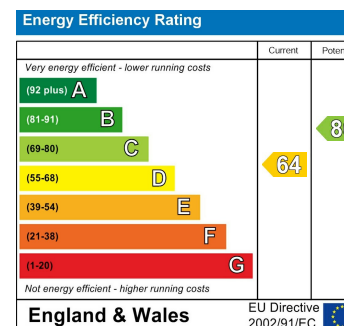 Energy Efficiency Rating
Current
Very energy efficient - lower running costs
(92 plus) A
(81-91) B
(69-80) C
(55-68) D
(39-54) E
(21-38) F
(1-20) G
64
Not energy efficient - higher running costs
England & Wales
EU Directive
2002/91/EC